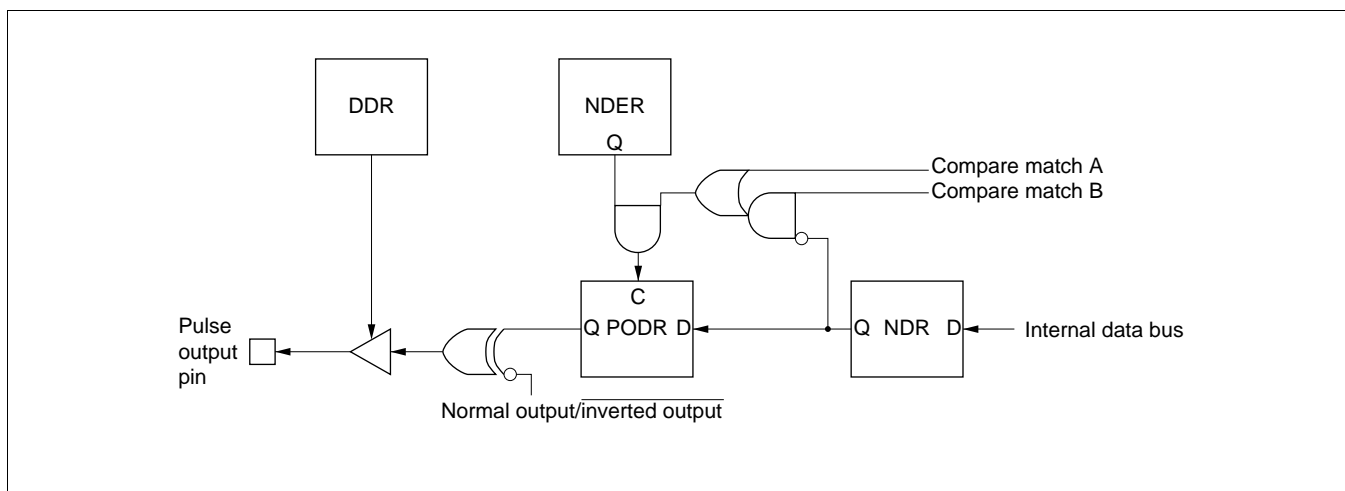 DDR
NDER
Q
Compare match A
Compare match B
C
Q PODR D
Q NDR D
Internal data bus
Pulse
output
pin
Normal output/inverted output